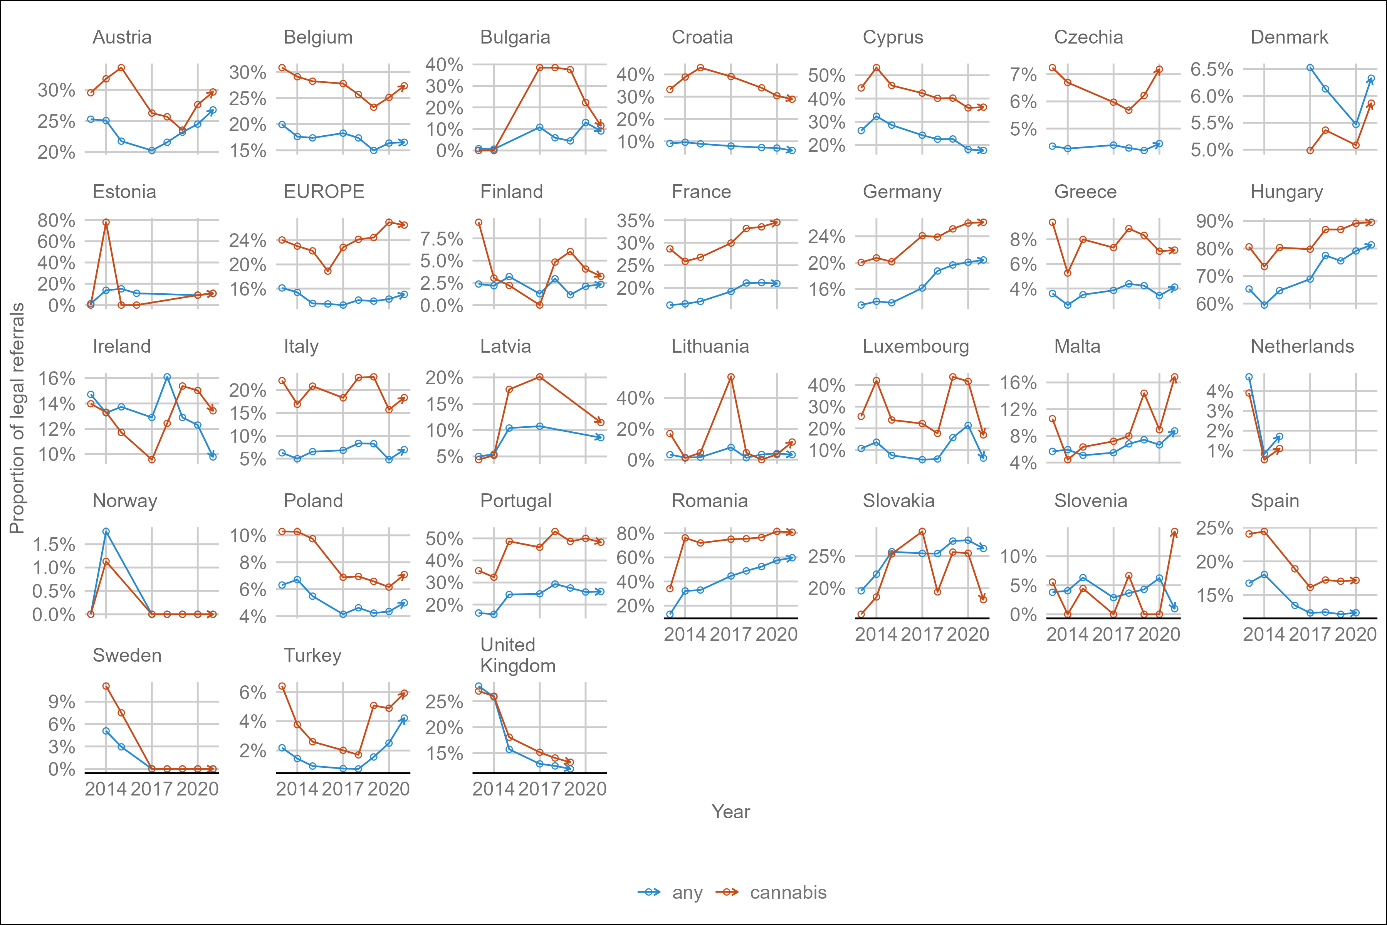 Austria Belgium Bulgaria Croatia Cyprus Czechia Denmark
30% 25% 20%
30% 25% 20% 15%
40% 30% 20% 10% 0%
40% 30% 20% 10%
50% 40% 30% 20%
7% 6% 5%
6.5% 6.0% 5.5% 5.0%
Estonia EUROPE Finland France Germany Greece Hungary
80% 60% 40% 20% 0%
24% 20% 16%
7.5% 5.0% 2.5% 0.0%
35% 30% 25% 20%
24% 20% 16%
8% 6% 4%
90% 80% 70% 60%
Proportion of legal referrals
Ireland Italy Latvia Lithuania Luxembourg Malta Netherlands
16% 14% 12% 10%
20% 15% 10% 5%
20% 15% 10% 5%
40% 20% 0%
40% 30% 20% 10%
16% 12% 8% 4%
4% 3% 2% 1%
Norway Poland Portugal Romania Slovakia Slovenia Spain
1.5% 1.0% 0.5% 0.0%
10% 8% 6% 4%
50% 40% 30% 20%
80% 60% 40% 20%
25% 20%
10% 5% 0%
25% 20% 15%
2014 2017 2020 2014 2017 2020 2014 2017 2020 2014 2017 2020
Sweden Turkey United
Kingdom
9% 6% 3% 0%
6% 4% 2%
25% 20% 15%
2014 2017 2020 2014 2017 2020 2014 2017 2020
Year
any cannabis